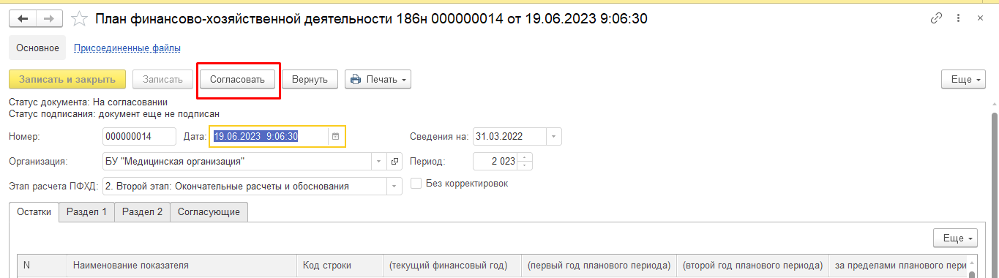 План финансово-хозяйственной деятельности 186н 000000014 от 19.06.2023 9:06:30
Основное Присоединенные файлы
Записать и закрыть Записать Согласовать Вернуть Печать Еще
Статус документа: На согласовании
Статус подписания: документ еще не подписан
Номер: 000000014 Дата: 19.06.2023 9:06:30 Сведения на: 31.03.2022
Организация: БУ "Медицинская организация" Период: 2 023
Этап расчета ПФХД: 2. Второй этап: Окончательные расчеты и обоснования Без корректировок
Остатки Раздел 1 Раздел 2 Согласующие
Еще
N Наименование показателя Код строки (текущий финансовый год) (первый год планового периода) (второй год планового периода) за пределами планового пери